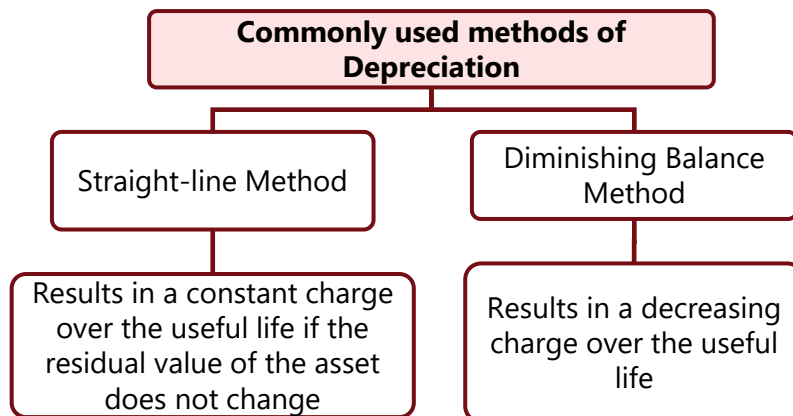 Commonly used methods of
Depreciation
Straight-line Method
Diminishing Balance
Method
Results in a constant charge
over the useful life if the
residual value of the asset
does not change
Results in a decreasing
charge over the useful
life